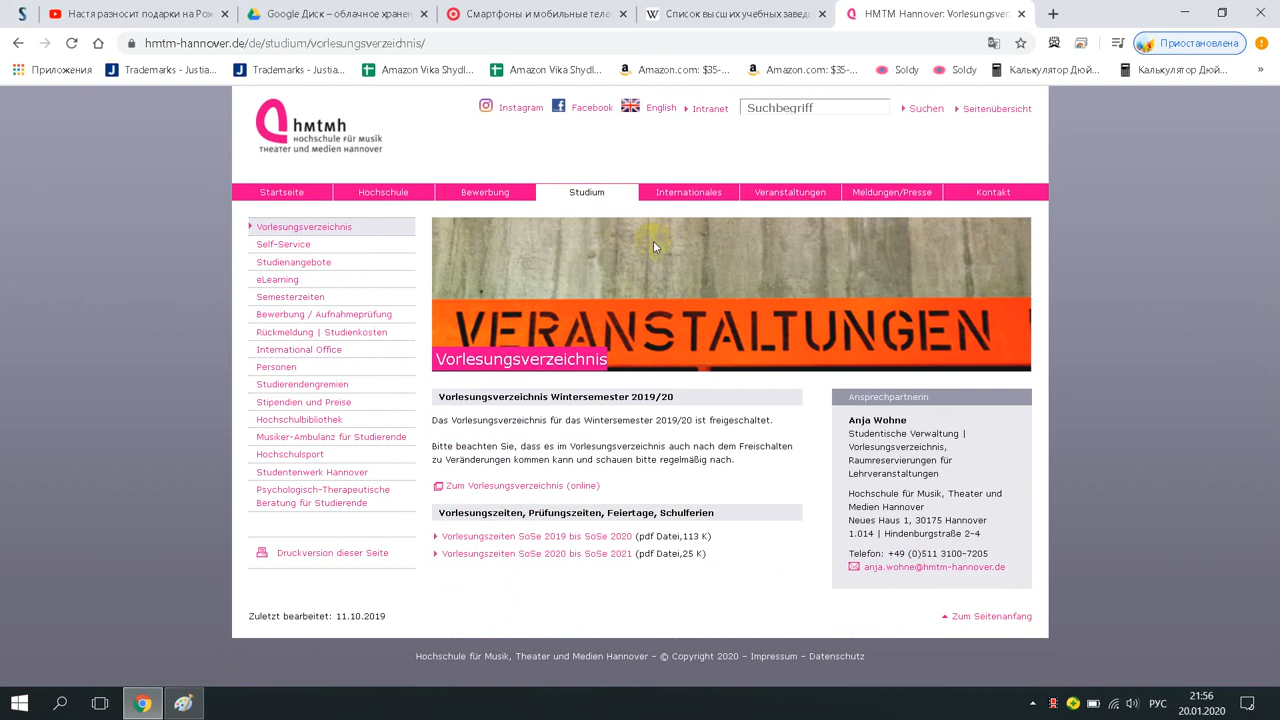 Настя разносит подарки на Рож
Dropbox – облачное хранен
Смартфоны и мобильные телеф
Список высших учебных завед
HMTM Hannover: Vorlesungsverz
hmtm-hannover.de/de/studium/vorlesungsverzeichnis/
Приостановлена
Приложения
Trademarks - Justia...
Trademarks - Justia...
Amazon Vika Shydl...
Amazon Vika Shydl...
Amazon.com: $35-...
Amazon.com: $35-...
Soldy
Soldy
Калькулятор Дюй...
Калькулятор Дюй...
»
hmtmh
Hochschule für Musik
Theater und Medien Hannover
Instagram
Facebook
English
Intranet
Suchbegriff
Suchen
Seitenübersicht
Startseite
Hochschule
Bewerbung
Studium
Internationales
Veranstaltungen
Meldungen/Presse
Kontakt
Vorlesungsverzeichnis
Self-Service
Studienangebote
eLearning
Semesterzeiten
Bewerbung / Aufnahmeprüfung
Rückmeldung | Studienkosten
International Office
Personen
Studierendengremien
Stipendien und Preise
Hochschulbibliothek
Musiker-Ambulanz für Studierende
Hochschulsport
Studentenwerk Hannover
Psychologisch-Therapeutische
Beratung für Studierende
Druckversion dieser Seite
VERANSTALTUNGEN
Vorlesungsverzeichnis
Vorlesungsverzeichnis Wintersemester 2019/20
Das Vorlesungsverzeichnis für das Wintersemester 2019/20 ist freigeschaltet.
Bitte beachten Sie, dass es im Vorlesungsverzeichnis auch nach dem Freischalten
zu Veränderungen kommen kann und schauen bitte regelmäßig nach.
Zum Vorlesungsverzeichnis (online)
Vorlesungszeiten, Prüfungszeiten, Feiertage, Schulferien
Vorlesungszeiten SoSe 2019 bis SoSe 2020 (pdf Datei,113 K)
Vorlesungszeiten SoSe 2020 bis SoSe 2021 (pdf Datei,25 K)
Ansprechpartnerin
Anja Wohne
Studentische Verwaltung |
Vorlesungsverzeichnis,
Raumreservierungen für
Lehrveranstaltungen
Hochschule für Musik, Theater und
Medien Hannover
Neues Haus 1, 30175 Hannover
1.014 | Hindenburgstraße 2-4
Telefon: +49 (0)511 3100-7205
anja.wohne@hmtm-hannover.de
Zuletzt bearbeitet: 11.10.2019
Zum Seitenanfang
Hochschule für Musik, Theater und Medien Hannover - © Copyright 2020 - Impressum - Datenschutz
РУС
21:56
20.01.2020